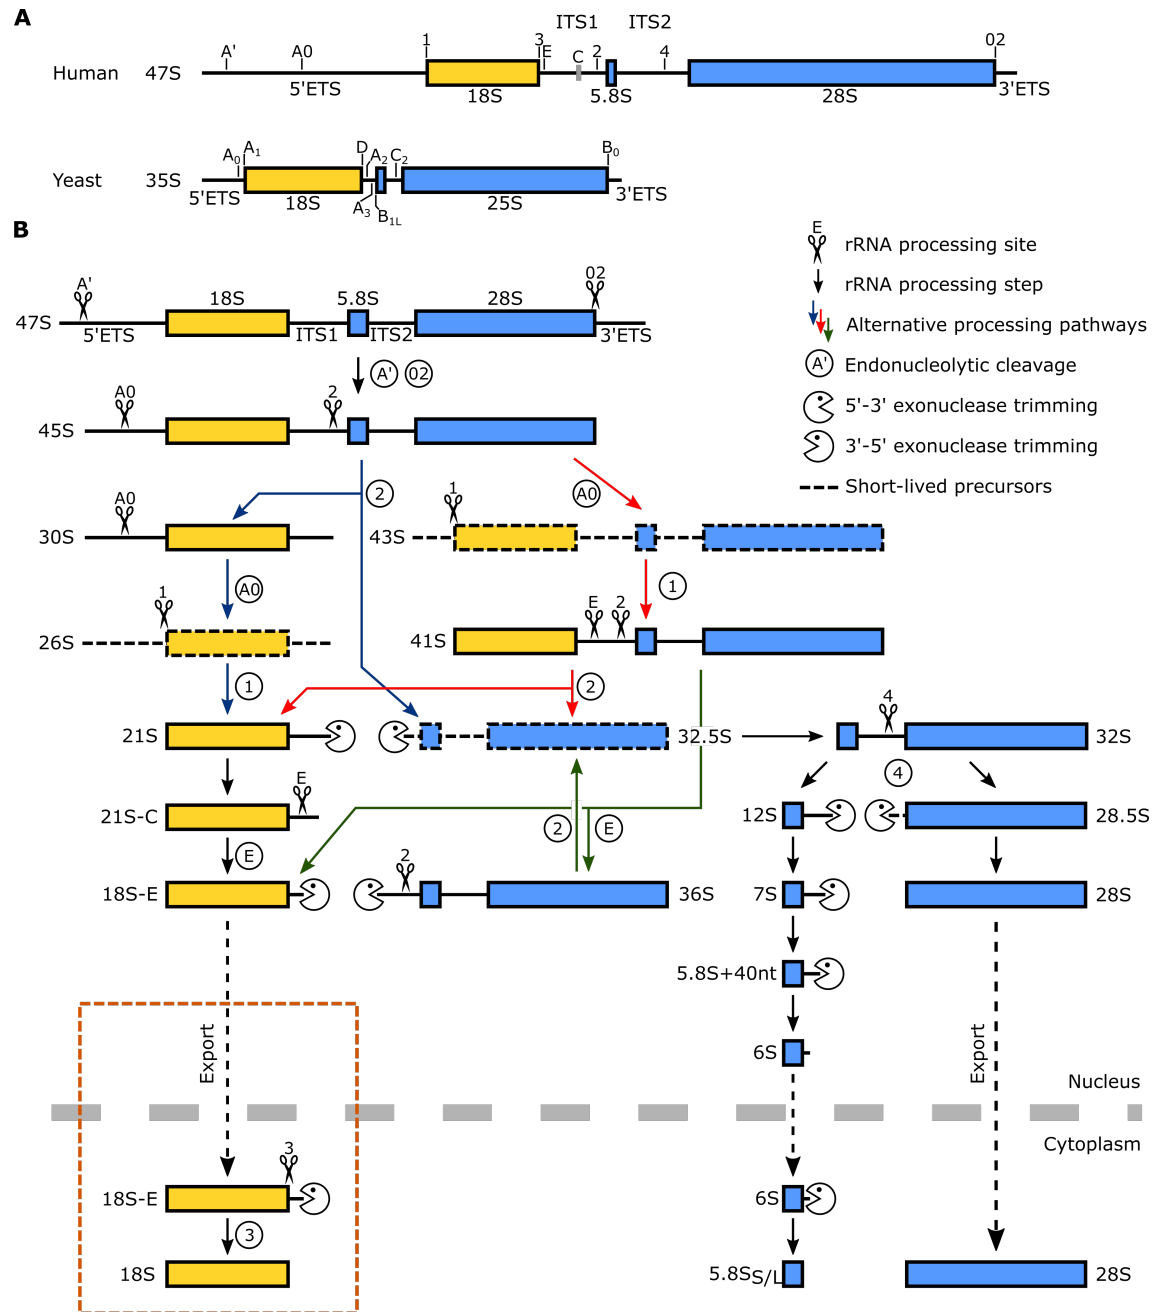 A
ITS1 ITS2
A' A0 1 3 E C 2 4 02
Human 47S
5'ETS 18S 5.8S 28S 3'ETS
A0 A1 D A2 C2 B0
Yeast 35S
5'ETS 18S A3 B1L 25S 3'ETS
B
E rRNA processing site
rRNA processing step
Alternative processing pathways
A' Endonucleolytic cleavage
5'-3' exonuclease trimming
3'-5' exonuclease trimming
Short-lived precursors
A' 18S 5.8S 28S 02
47S
5'ETS ITS1 ITS2 3'ETS
A' 02
A0 2
45S
2 A0
A0 1
30S 43S
A0 1
1 E 2
26S 41S
1 2
4
21S 32.5S 32S
4
E
21S-C 12S 28.5S
E 2 E
2
18S-E 36S 7S 28S
5.8S+40nt
Export Export
6S
Nucleus
Cytoplasm
3
18S-E 6S
3
18S 5.8SS/L 28S